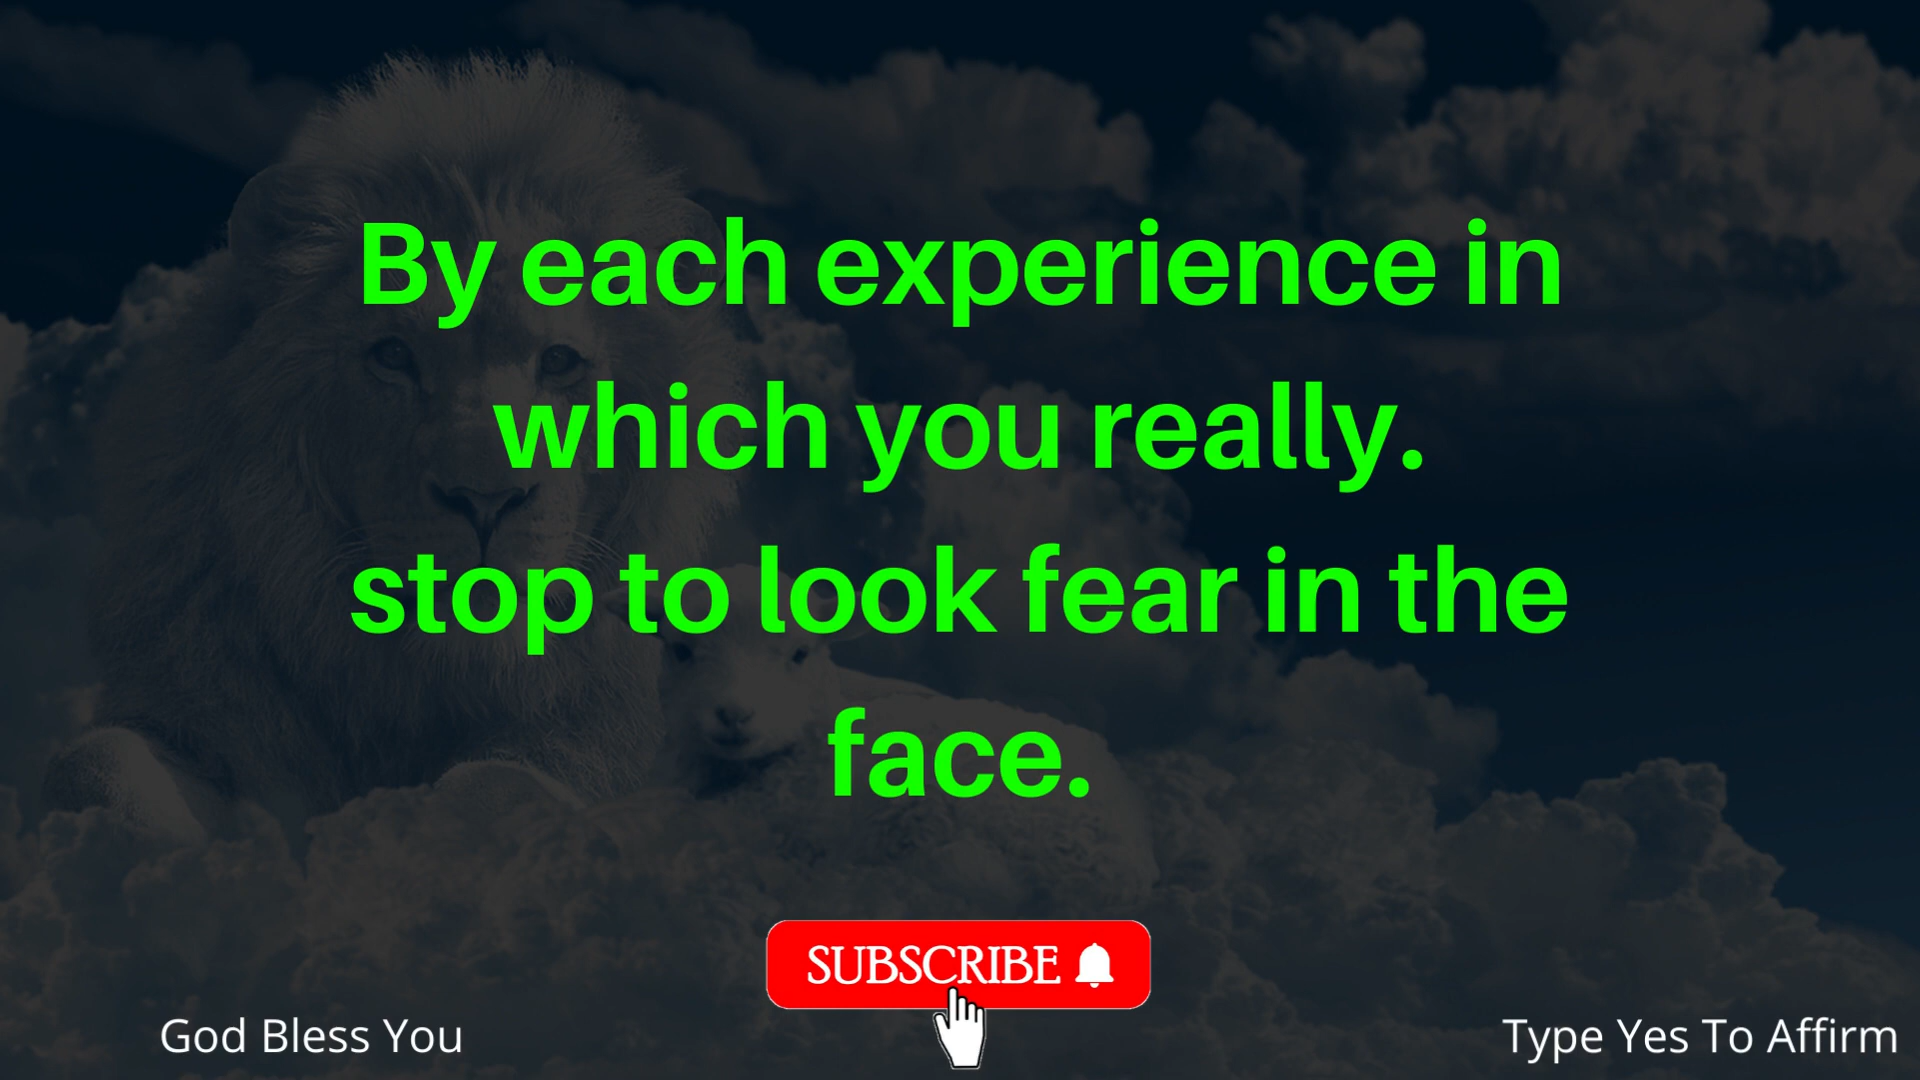 By each experience in
which you really.
stop to look fear in the
face.
SUBSCRIBE
God Bless You
Type Yes To Affirm